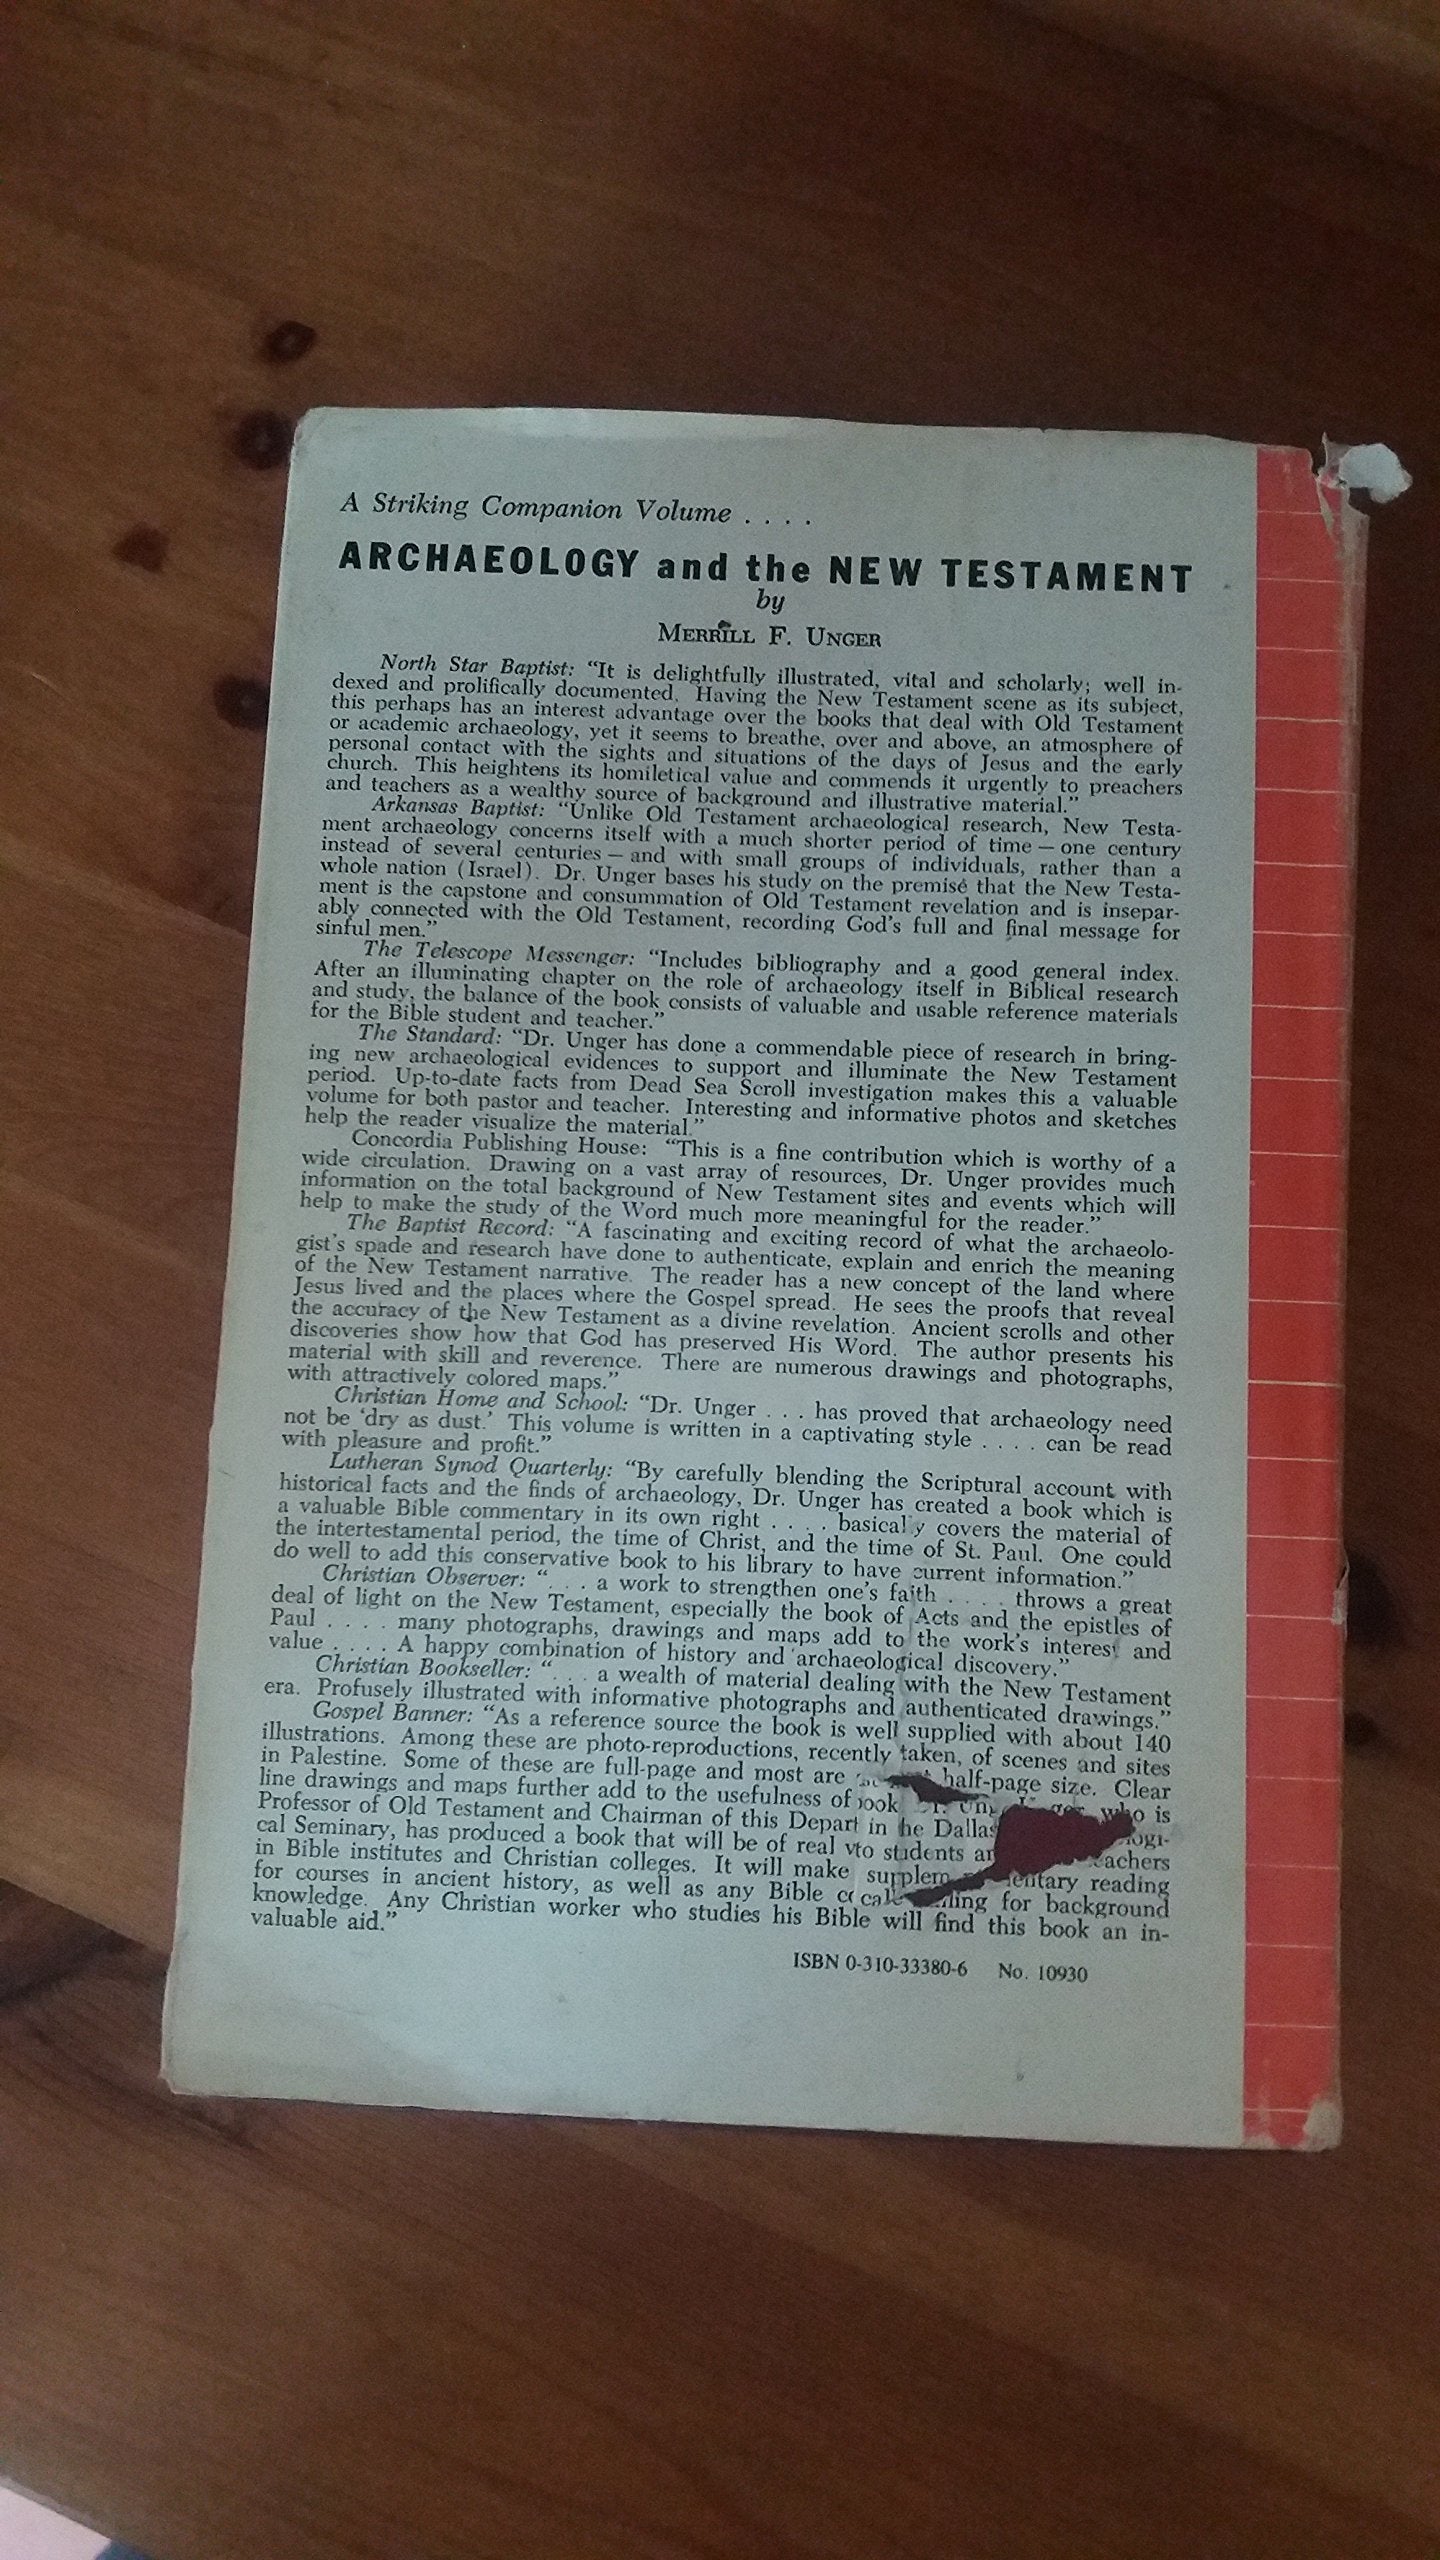 A Striking Companion Volume . . . .
ARCHAEOLOGY and the NEW TESTAMENT
by
MERRILL F. UNGER
North Star Baptist: “It is delightfully illustrated, vital and scholarly; well in-
dexed and prolifically documented. Having the New Testament scene as its subject,
this perhaps has an interest advantage over the books that deal with Old Testament
or academic archaeology, yet it seems to breathe, over and above, an atmosphere of
personal contact with the sights and situations of the days of Jesus and the early
church. This heightens its homiletical value and commends it urgently to preachers
and teachers as a wealthy source of background and illustrative material.”
Arkansas Baptist: “Unlike Old Testament archaeological research, New Testa-
ment archaeology concerns itself with a much shorter period of time — one century
instead of several centuries — and with small groups of individuals, rather than a
whole nation (Israel). Dr. Unger bases his study on the premise that the New Testa-
ment is the capstone and consummation of Old Testament revelation and is insepar-
ably connected with the Old Testament, recording God’s full and final message for
sinful men.”
The Telescope Messenger: “Includes bibliography and a good general index.
After an illuminating chapter on the role of archaeology itself in Biblical research
and study, the balance of the book consists of valuable and usable reference materials
for the Bible student and teacher.”
The Standard: “Dr. Unger has done a commendable piece of research in bring-
ing new archaeological evidences to support and illuminate the New Testament
period. Up-to-date facts from Dead Sea Scroll investigation makes this a valuable
volume for both pastor and teacher. Interesting and informative photos and sketches
help the reader visualize the material.”
Concordia Publishing House: “This is a fine contribution which is worthy of a
wide circulation. Drawing on a vast array of resources, Dr. Unger provides much
information on the total background of New Testament sites and events which will
help to make the study of the Word much more meaningful for the reader.”
The Baptist Record: “A fascinating and exciting record of what the archaeolo-
gist’s spade and research have done to authenticate, explain and enrich the meaning
of the New Testament narrative. The reader has a new concept of the land where
Jesus lived and the places where the Gospel spread. He sees the proofs that reveal
the accuracy of the New Testament as a divine revelation. Ancient scrolls and other
discoveries show how that God has preserved His Word. The author presents his
material with skill and reverence. There are numerous drawings and photographs,
with attractively colored maps.”
Christian Home and School: “Dr. Unger . . . has proved that archaeology need
not be ‘dry as dust.’ This volume is written in a captivating style . . . . can be read
with pleasure and profit.”
Lutheran Synod Quarterly: “By carefully blending the Scriptural account with
historical facts and the finds of archaeology, Dr. Unger has created a book which is
a valuable Bible commentary in its own right . . . . basically covers the material of
the intertestamental period, the time of Christ, and the time of St. Paul. One could
do well to add this conservative book to his library to have current information.”
Christian Observer: “. . . a work to strengthen one’s faith . . . . throws a great
deal of light on the New Testament, especially the book of Acts and the epistles of
Paul . . . . many photographs, drawings and maps add to the work’s interest and
value . . . . A happy combination of history and archaeological discovery.”
Christian Bookseller: “. . . a wealth of material dealing with the New Testament
era. Profusely illustrated with informative photographs and authenticated drawings.”
Gospel Banner: “As a reference source the book is well supplied with about 140
illustrations. Among these are photo-reproductions, recently taken, of scenes and sites
in Palestine. Some of these are full-page and most are half-page size. Clear
line drawings and maps further add to the usefulness of book who is
Professor of Old Testament and Chairman of this Depart in the Dallas
cal Seminary, has produced a book that will be of real to students
in Bible institutes and Christian colleges. It will make reading
for courses in ancient history, as well as any Bible for background
knowledge. Any Christian worker who studies his Bible will find this book an in-
valuable aid.”
ISBN 0-310-33380-6 No. 10930